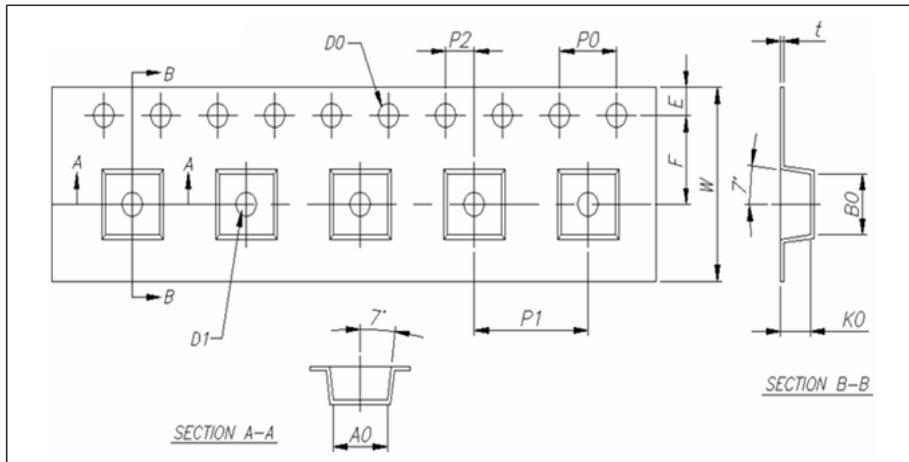 D0
P2
P0
t
B
E
A
A
F
W
7°
B0
B
D1
P1
K0
7°
SECTION B-B
A0
SECTION A-A